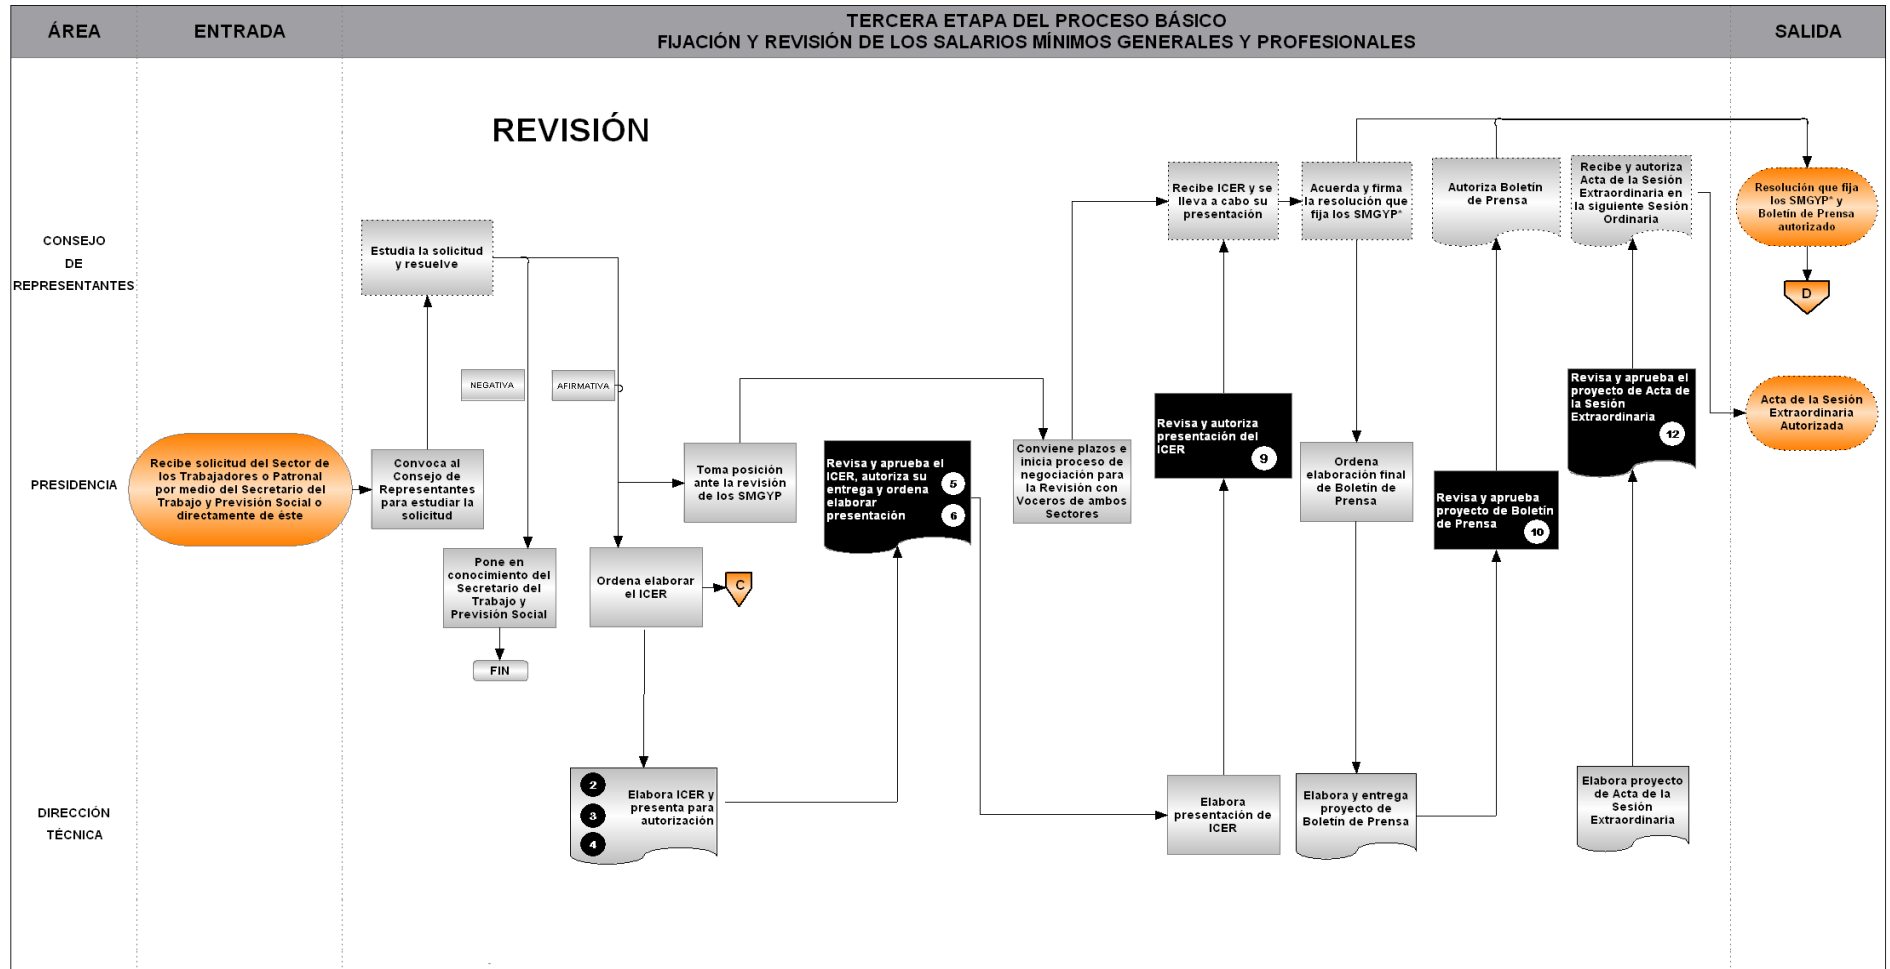 ÁREA
ENTRADA
TERCERA ETAPA DEL PROCESO BÁSICO
FIJACIÓN Y REVISIÓN DE LOS SALARIOS MÍNIMOS GENERALES Y PROFESIONALES
SALIDA
REVISIÓN
CONSEJO
DE
REPRESENTANTES
Estudia la solicitud
y resuelve
Recibe ICER y se
lleva a cabo su
presentación
Acuerda y firma
la resolución que
fija los SMGYP*
Autoriza Boletín
de Prensa
Recibe y autoriza
Acta de la Sesión
Extraordinaria en
la siguiente Sesión
Ordinaria
Resolución que fija
los SMGYP* y
Boletín de Prensa
autorizado
D
NEGATIVA
AFIRMATIVA
PRESIDENCIA
Recibe solicitud del Sector de
los Trabajadores o Patronal
por medio del Secretario del
Trabajo y Previsión Social o
directamente de éste
Convoca al
Consejo de
Representantes
para estudiar la
solicitud
Pone en
conocimiento del
Secretario del
Trabajo y
Previsión Social
FIN
Ordena elaborar
el ICER
C
Toma posición
ante la revisión
de los SMGYP
Revisa y aprueba el
ICER, autoriza su
entrega y ordena
elaborar
presentación
5
6
Conviene plazos e
inicia proceso de
negociación para
la Revisión con
Voceros de ambos
Sectores
Revisa y autoriza
presentación del
ICER
9
Ordena
elaboración final
de Boletín de
Prensa
Revisa y aprueba
proyecto de Boletín
de Prensa
10
Revisa y aprueba el
proyecto de Acta de
la Sesión
Extraordinaria
12
Acta de la Sesión
Extraordinaria
Autorizada
DIRECCIÓN
TÉCNICA
2
3
4
Elabora ICER y
presenta para
autorización
Elabora
presentación de
ICER
Elabora y entrega
proyecto de
Boletín de Prensa
Elabora proyecto
de Acta de la
Sesión
Extraordinaria